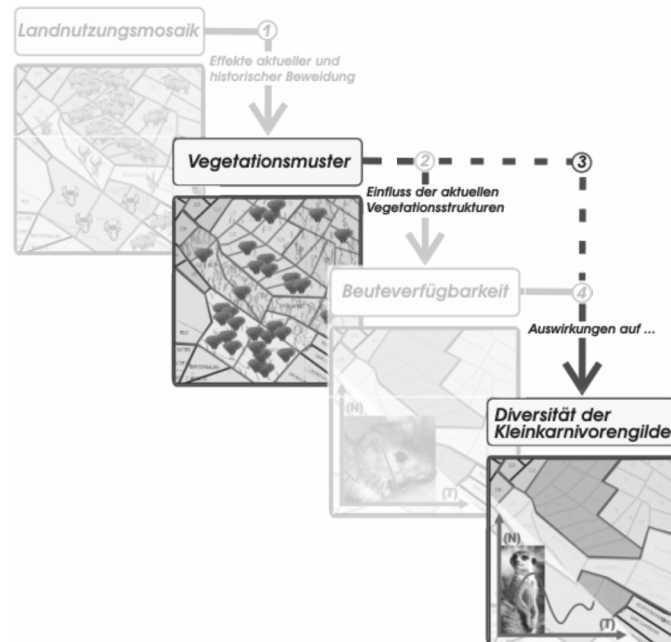 Landnutzungsmosaik
1
Effekte aktueller und
historischer Beweidung
Vegetationsmuster
2
3
Einfluss der aktuellen
Vegetationsstrukturen
Beuteverfügbarkeit
4
Auswirkungen auf ...
(N)
(T)
Diversität der
Kleinkarnivorengilde
(N)
(T)